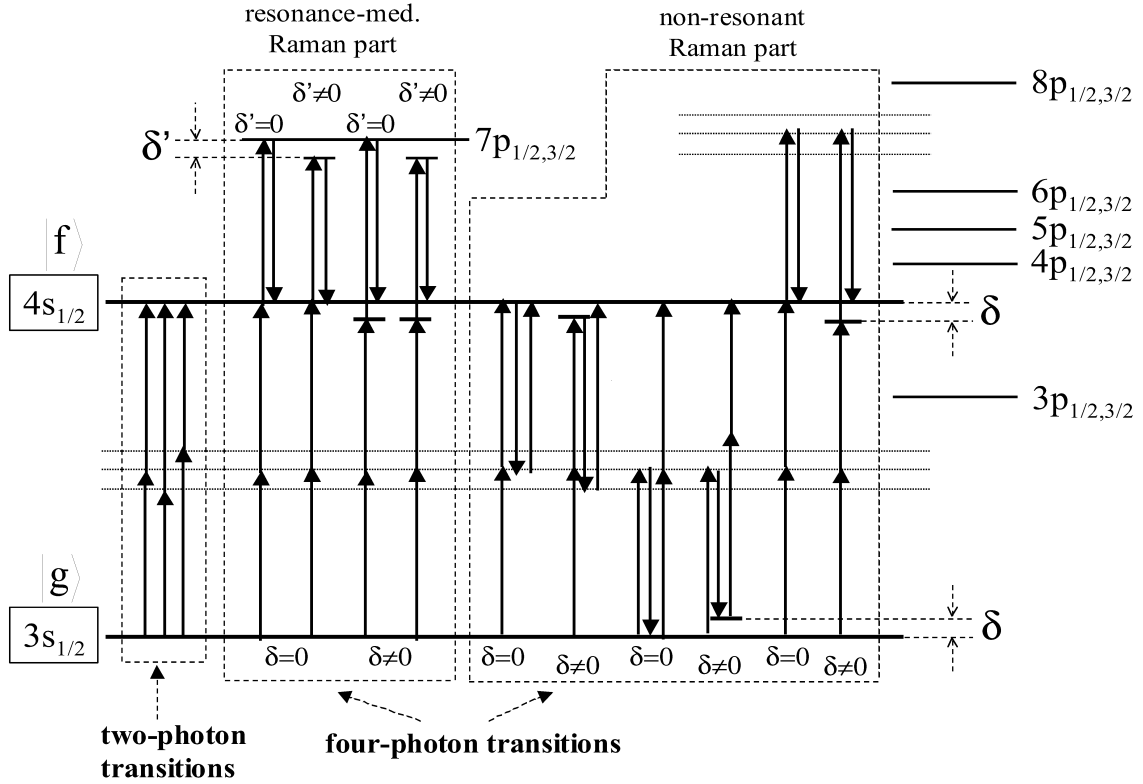 resonance-med.
Raman part
non-resonant
Raman part
8p1/2,3/2
δ’≠0 δ’≠0
δ’=0 δ’=0
δ’
7p1/2,3/2
6p1/2,3/2
5p1/2,3/2
4p1/2,3/2
|f⟩
4s1/2
δ
3p1/2,3/2
|g⟩
3s1/2
δ
δ=0 δ≠0 δ=0 δ≠0 δ=0 δ≠0 δ=0 δ≠0
two-photon
transitions
four-photon transitions